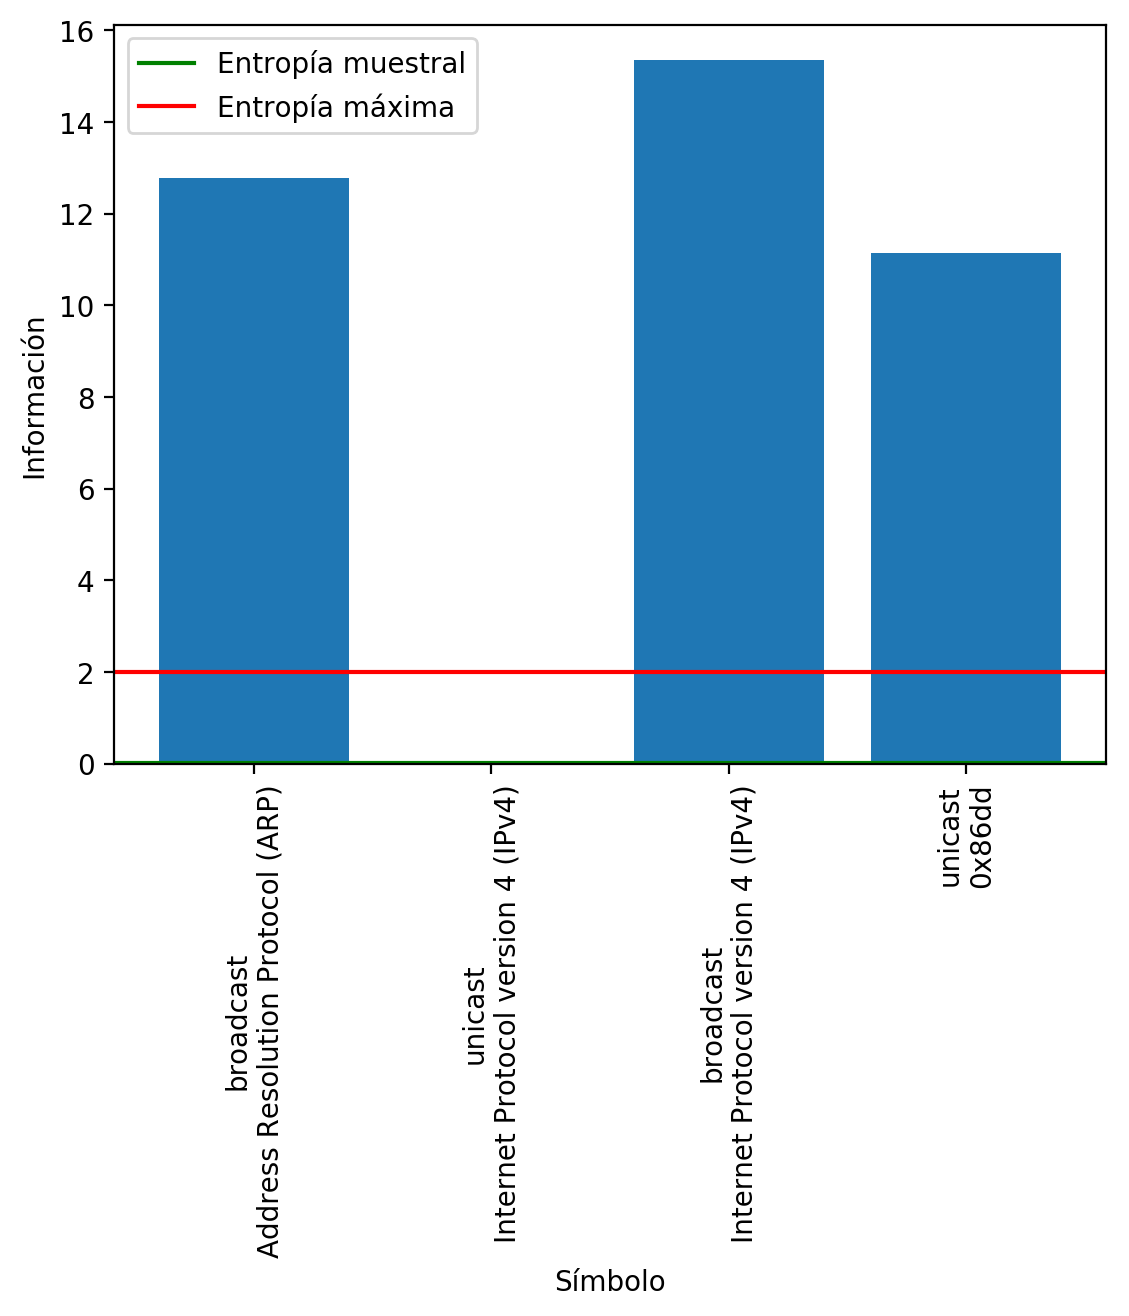 Entropía muestral
Entropía máxima
16
14
12
10
8
6
4
2
0
Información
broadcast
Address Resolution Protocol (ARP)
unicast
Internet Protocol version 4 (IPv4)
broadcast
Internet Protocol version 4 (IPv4)
unicast
0x86dd
Símbolo